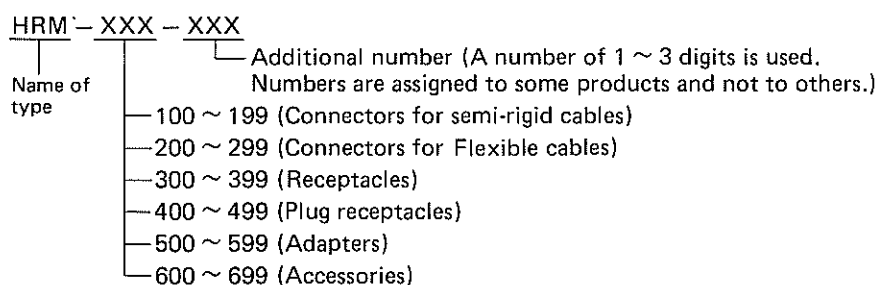 HRM – XXX – XXX
Additional number (A number of 1 ~ 3 digits is used.
Numbers are assigned to some products and not to others.)
Name of
type
100 ~ 199 (Connectors for semi-rigid cables)
200 ~ 299 (Connectors for Flexible cables)
300 ~ 399 (Receptacles)
400 ~ 499 (Plug receptacles)
500 ~ 599 (Adapters)
600 ~ 699 (Accessories)